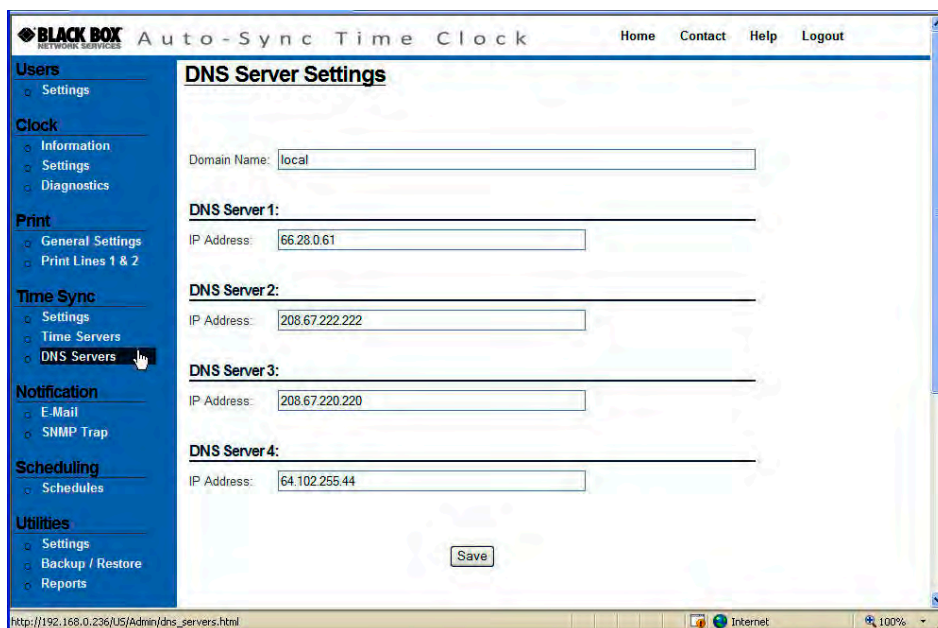 BLACK BOX
NETWORK SERVICES
Auto-Sync Time Clock
Home Contact Help Logout
Users
Settings
Clock
Information
Settings
Diagnostics
Print
General Settings
Print Lines 1 & 2
Time Sync
Settings
Time Servers
DNS Servers
Notification
E-Mail
SNMP Trap
Scheduling
Schedules
Utilities
Settings
Backup / Restore
Reports
DNS Server Settings
Domain Name: local
DNS Server 1:
IP Address: 66.28.0.61
DNS Server 2:
IP Address: 208.67.222.222
DNS Server 3:
IP Address: 208.67.220.220
DNS Server 4:
IP Address: 64.102.255.44
Save
http://192.168.0.236/US/Admin/dns_servers.html
Internet
100%